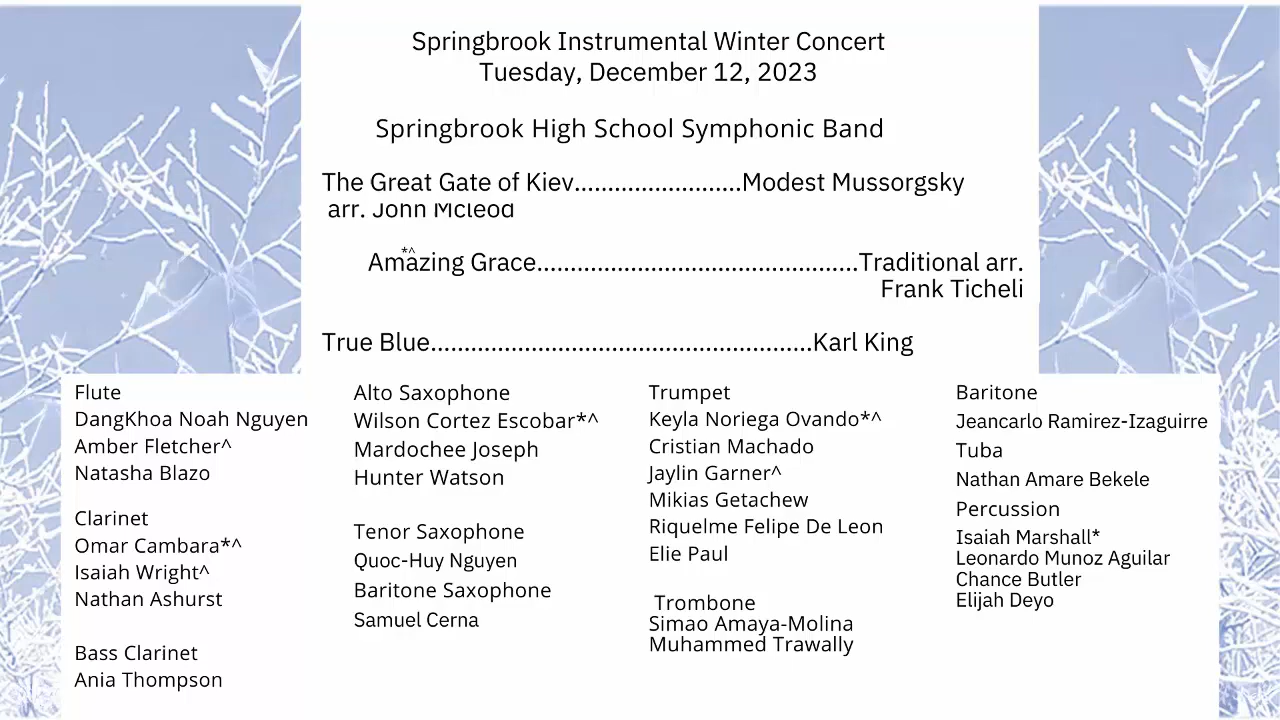 Springbrook Instrumental Winter Concert
Tuesday, December 12, 2023
Springbrook High School Symphonic Band
The Great Gate of Kiev.........................Modest Mussorgsky
arr. John Mcleod
*^
Amazing Grace................................................Traditional arr.
Frank Ticheli
True Blue.........................................................Karl King
Flute
DangKhoa Noah Nguyen
Amber Fletcher^
Natasha Blazo
Clarinet
Omar Cambara*^
Isaiah Wright^
Nathan Ashurst
Bass Clarinet
Ania Thompson
Alto Saxophone
Wilson Cortez Escobar*^
Mardochee Joseph
Hunter Watson
Tenor Saxophone
Quoc-Huy Nguyen
Baritone Saxophone
Samuel Cerna
Trumpet
Keyla Noriega Ovando*^
Cristian Machado
Jaylin Garner^
Mikias Getachew
Riquelme Felipe De Leon
Elie Paul
Trombone
Simao Amaya-Molina
Muhammed Trawally
Baritone
Jeancarlo Ramirez-Izaguirre
Tuba
Nathan Amare Bekele
Percussion
Isaiah Marshall*
Leonardo Munoz Aguilar
Chance Butler
Elijah Deyo